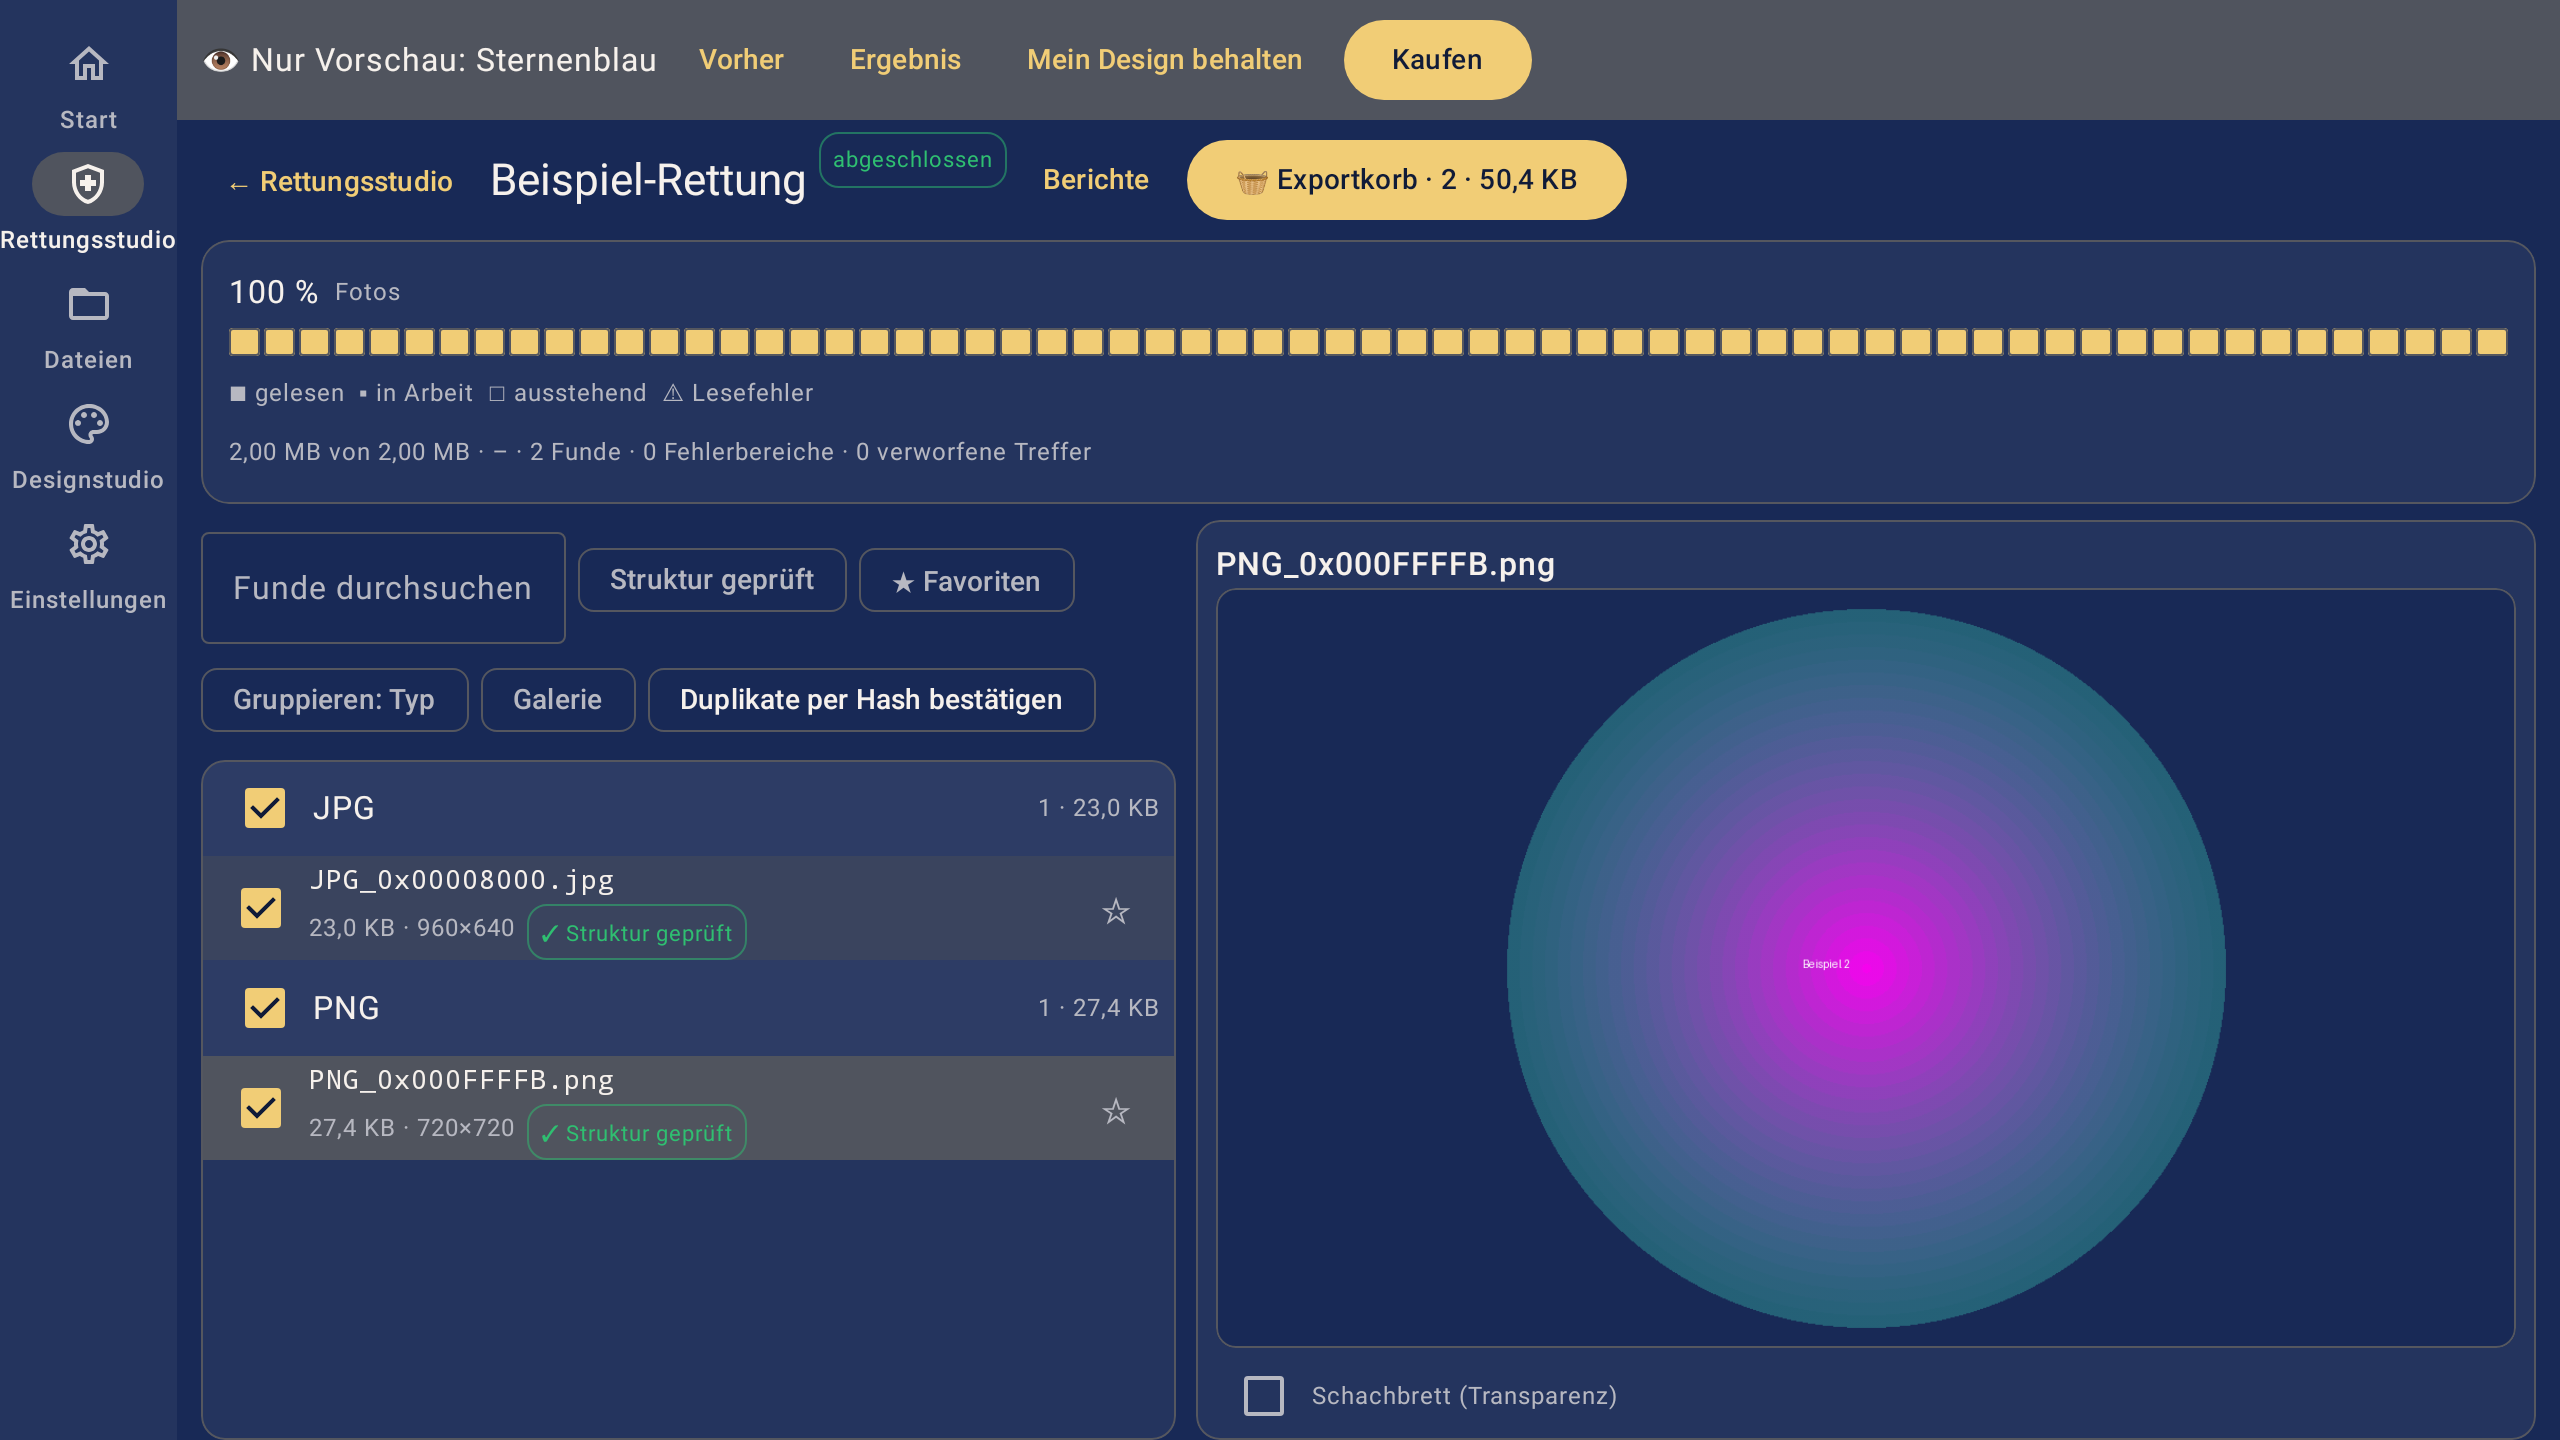 Start
Rettungsstudio
Dateien
Designstudio
Einstellungen
Nur Vorschau: Sternenblau Vorher Ergebnis Mein Design behalten Kaufen
← Rettungsstudio Beispiel-Rettung abgeschlossen Berichte Exportkorb · 2 · 50,4 KB
100 % Fotos
■ gelesen ▪ in Arbeit □ ausstehend ⚠ Lesefehler
2,00 MB von 2,00 MB · – · 2 Funde · 0 Fehlerbereiche · 0 verworfene Treffer
Funde durchsuchen Struktur geprüft ★ Favoriten
Gruppieren: Typ Galerie Duplikate per Hash bestätigen
JPG 1 · 23,0 KB
JPG_0x00008000.jpg
23,0 KB · 960×640 ✓ Struktur geprüft ☆
PNG 1 · 27,4 KB
PNG_0x000FFFFB.png
27,4 KB · 720×720 ✓ Struktur geprüft ☆
PNG_0x000FFFFB.png
Beispiel 2
Schachbrett (Transparenz)